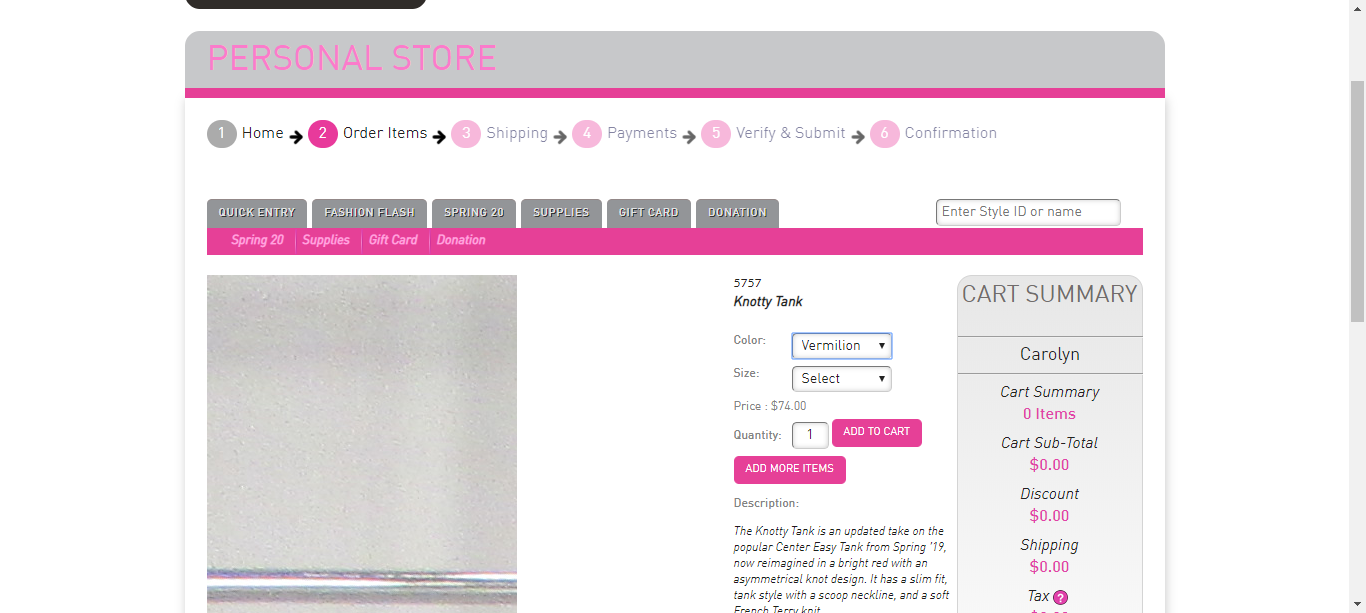 PERSONAL STORE
1 Home 2 Order Items 3 Shipping 4 Payments 5 Verify & Submit 6 Confirmation
QUICK ENTRY FASHION FLASH SPRING 20 SUPPLIES GIFT CARD DONATION Enter Style ID or name
Spring 20 Supplies Gift Card Donation
5757
Knotty Tank
Color: Vermilion
Size: Select
Price : $74.00
Quantity: 1 ADD TO CART
ADD MORE ITEMS
Description:
The Knotty Tank is an updated take on the
popular Center Easy Tank from Spring '19,
now reimagined in a bright red with an
asymmetrical knot design. It has a slim fit,
tank style with a scoop neckline, and a soft
French Terry knit
CART SUMMARY
Carolyn
Cart Summary
0 Items
Cart Sub-Total
$0.00
Discount
$0.00
Shipping
$0.00
Tax ?